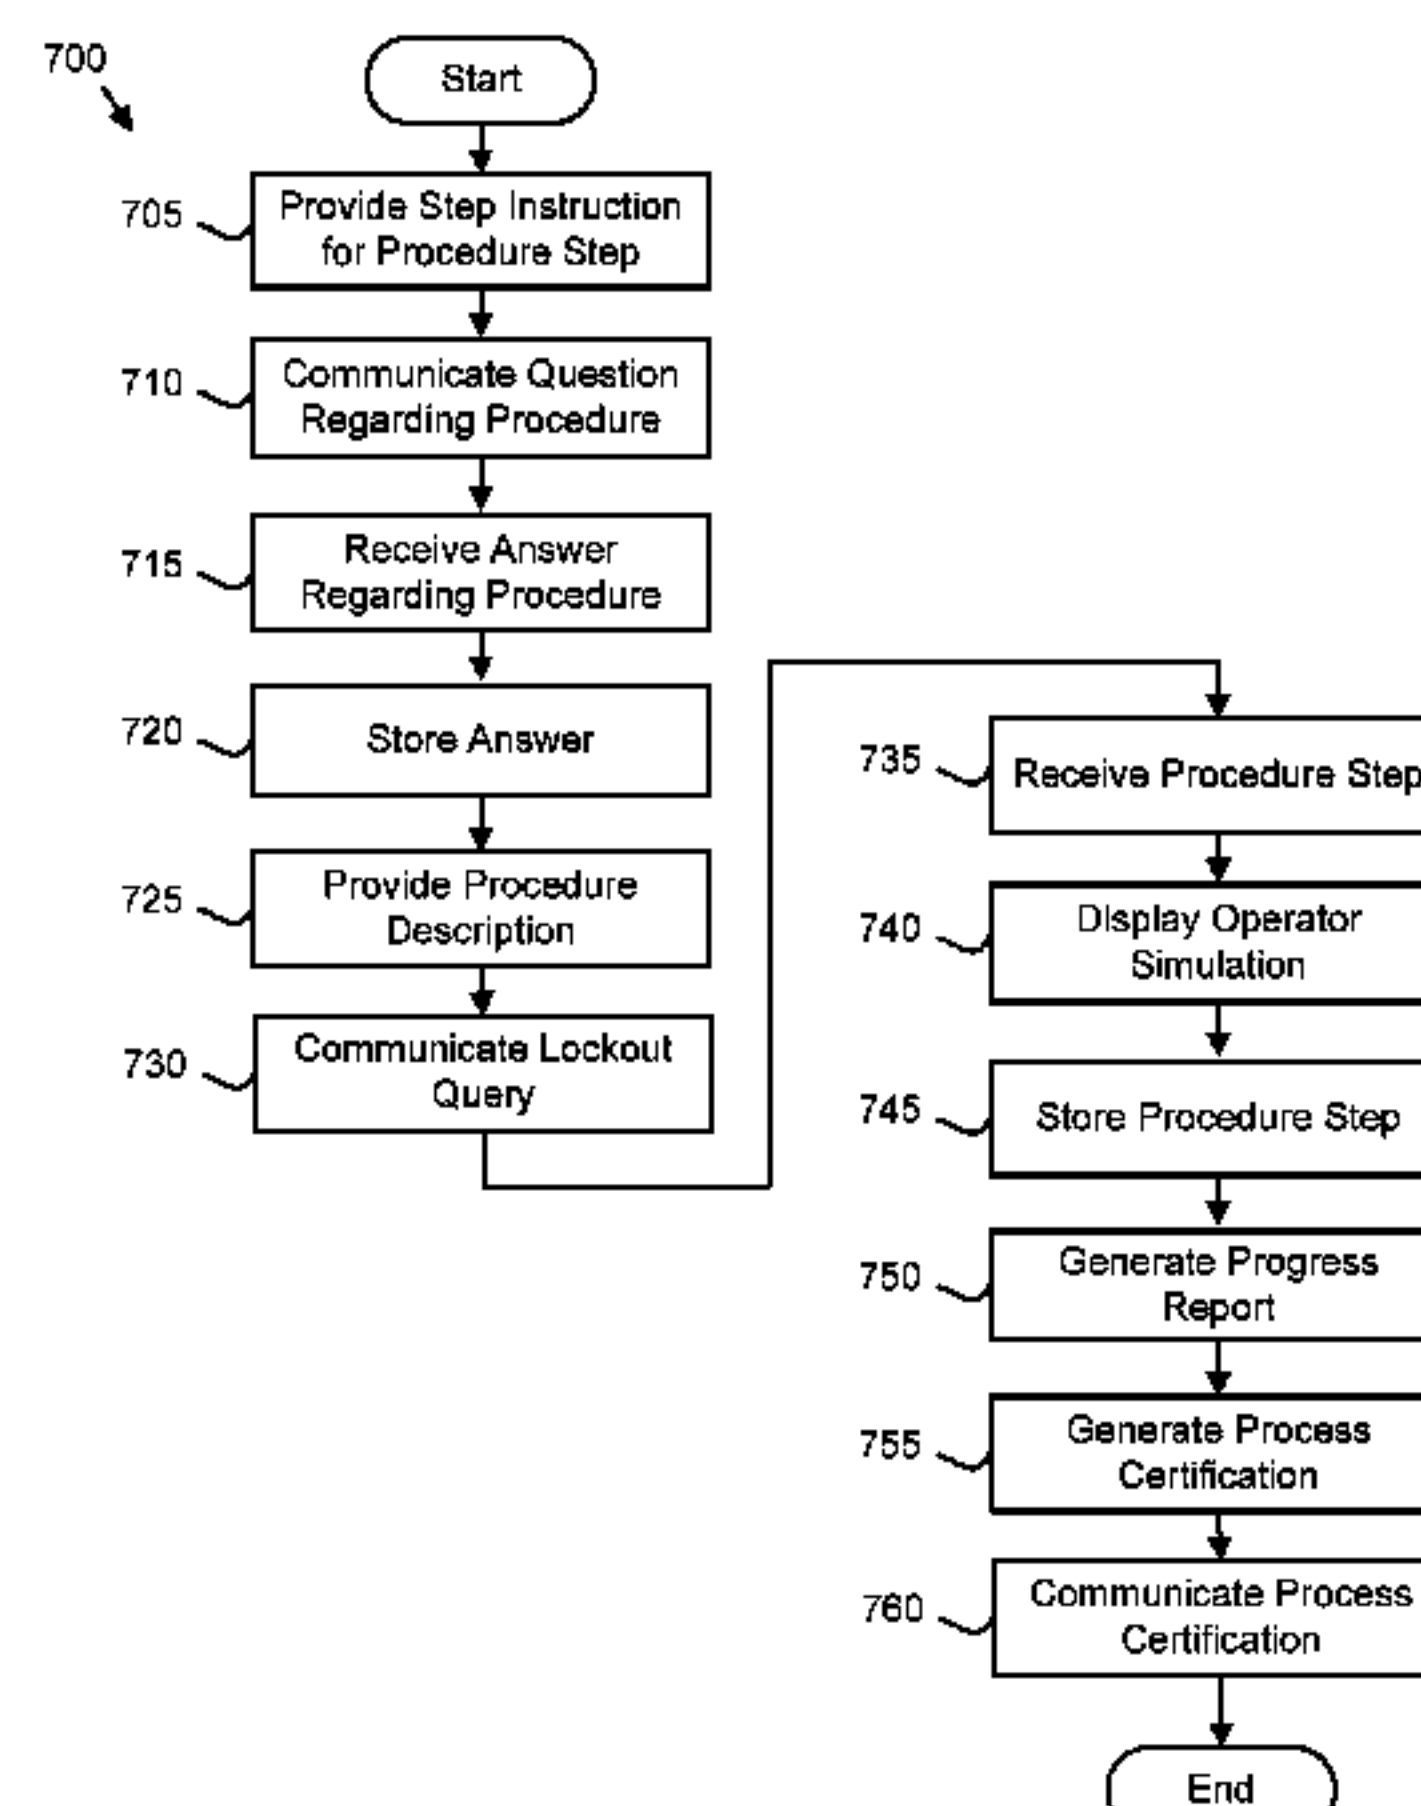 700
Start
705
Provide Step Instruction
for Procedure Step
710
Communicate Question
Regarding Procedure
715
Receive Answer
Regarding Procedure
720
Store Answer
725
Provide Procedure
Description
730
Communicate Lockout
Query
735
Receive Procedure Step
740
Display Operator
Simulation
745
Store Procedure Step
750
Generate Progress
Report
755
Generate Process
Certification
760
Communicate Process
Certification
End